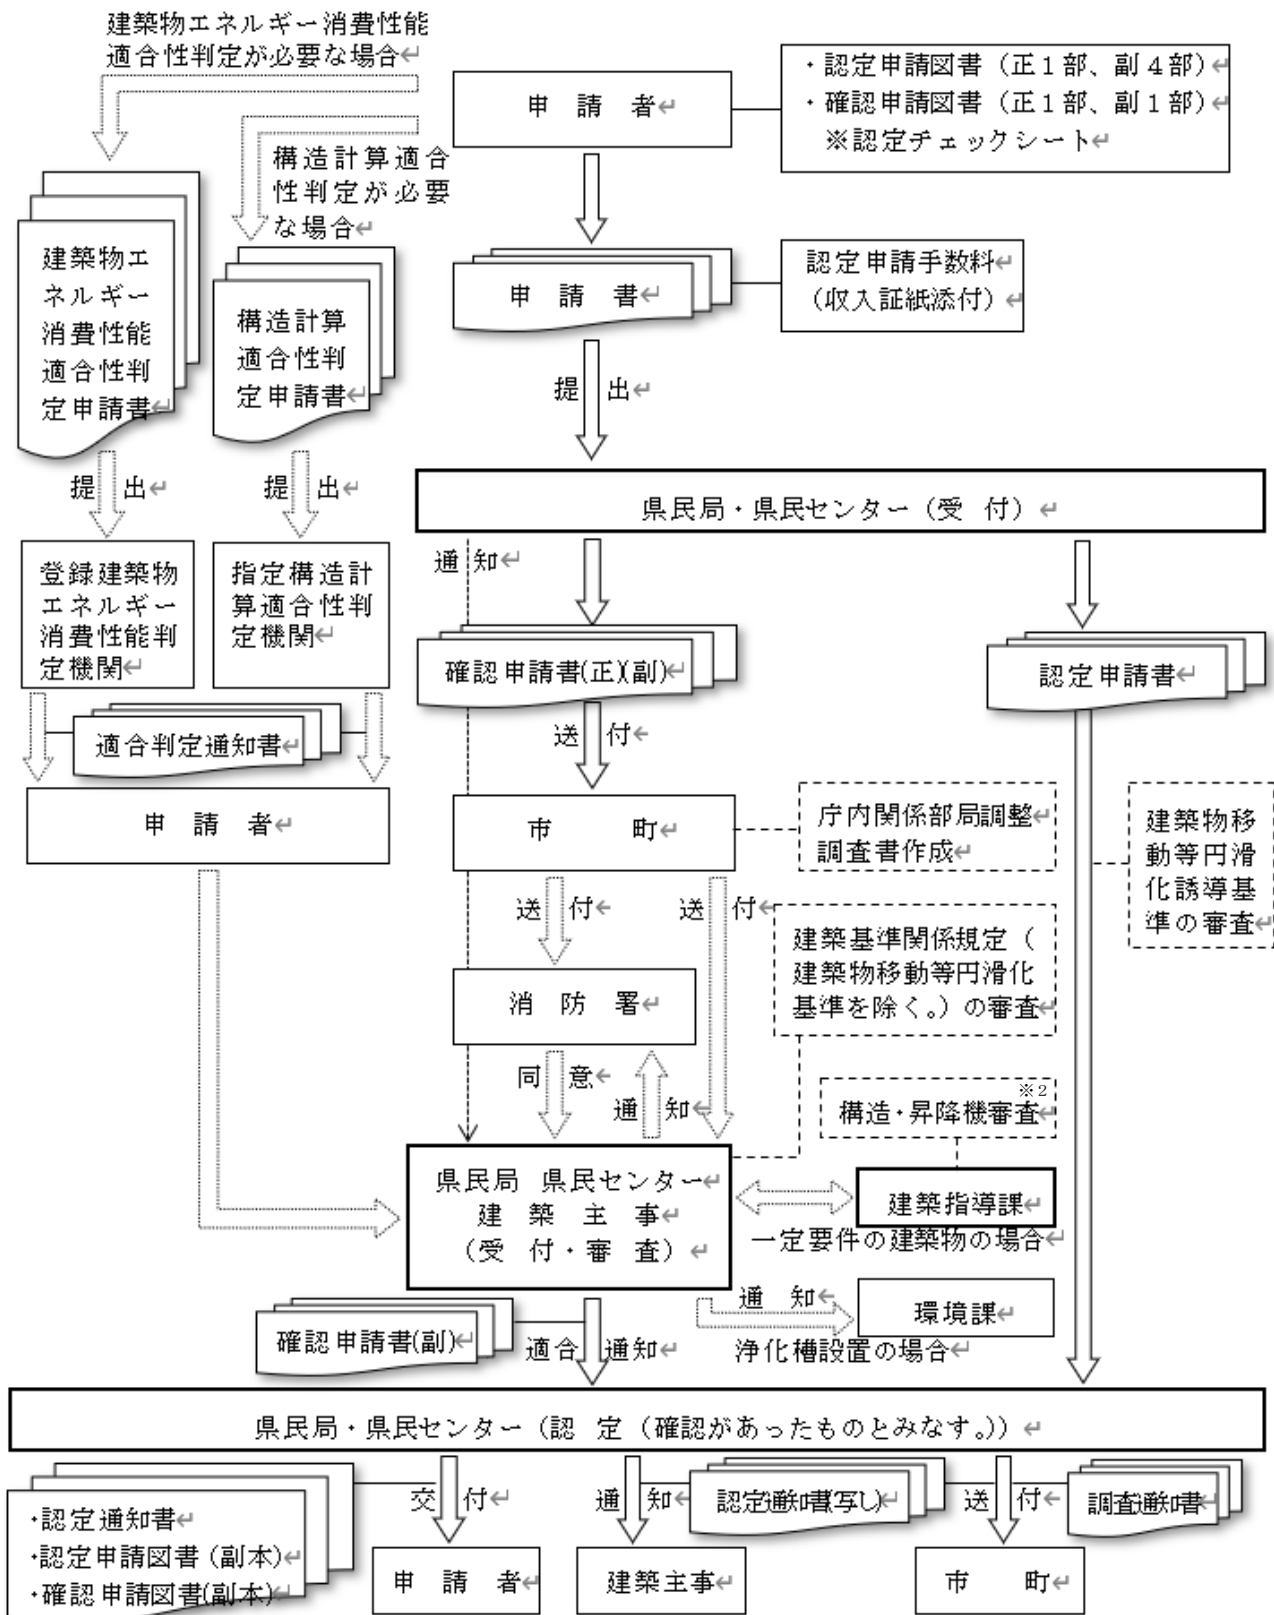 建築物エネルギー消費性能
適合性判定が必要な場合↵
申 請 者↵
・認定申請図書（正１部、副４部）↵
・確認申請図書（正１部、副１部）↵
※認定チェックシート↵
構造計算適合
性判定が必要
な場合↵
建築物エ
ネルギー
消費性能
適合性判
定申請書↵
構造計算
適合性判
定申請書↵
申 請 書↵
認定申請手数料↵
（収入証紙添付）↵
提 出↵
提 出↵
提 出↵
県民局・県民センター（受 付）↵
登録建築物
エネルギー
消費性能判
定機関↵
指定構造計
算適合性判
定機関↵
通 知↵
確認申請書(正)(副)↵
認定申請書↵
適合判定通知書↵
送 付↵
申 請 者↵
市 町↵
庁内関係部局調整↵
調査書作成↵
建築物移
動等円滑
化誘導基
準の審査↵
送 付←
送 付←
建築基準関係規定（
建築物移動等円滑化
基準を除く。）の審査↵
消 防 署↵
同 意←
通 知←
※２
構造・昇降機審査↵
県民局 県民センター↵
建 築 主 事↵
（受 付・審 査）↵
建築指導課↵
一定要件の建築物の場合↵
通 知↵
環境課↵
浄化槽設置の場合↵
確認申請書(副)↵
適合 通知↵
県民局・県民センター（認 定（確認があったものとみなす。））↵
・認定通知書↵
・認定申請図書（副本）↵
・確認申請図書(副本)↵
交 付↵
通 知↵
認定通知書(写し)↵
送 付↵
調査通知書↵
申 請 者↵
建築主事↵
市 町↵